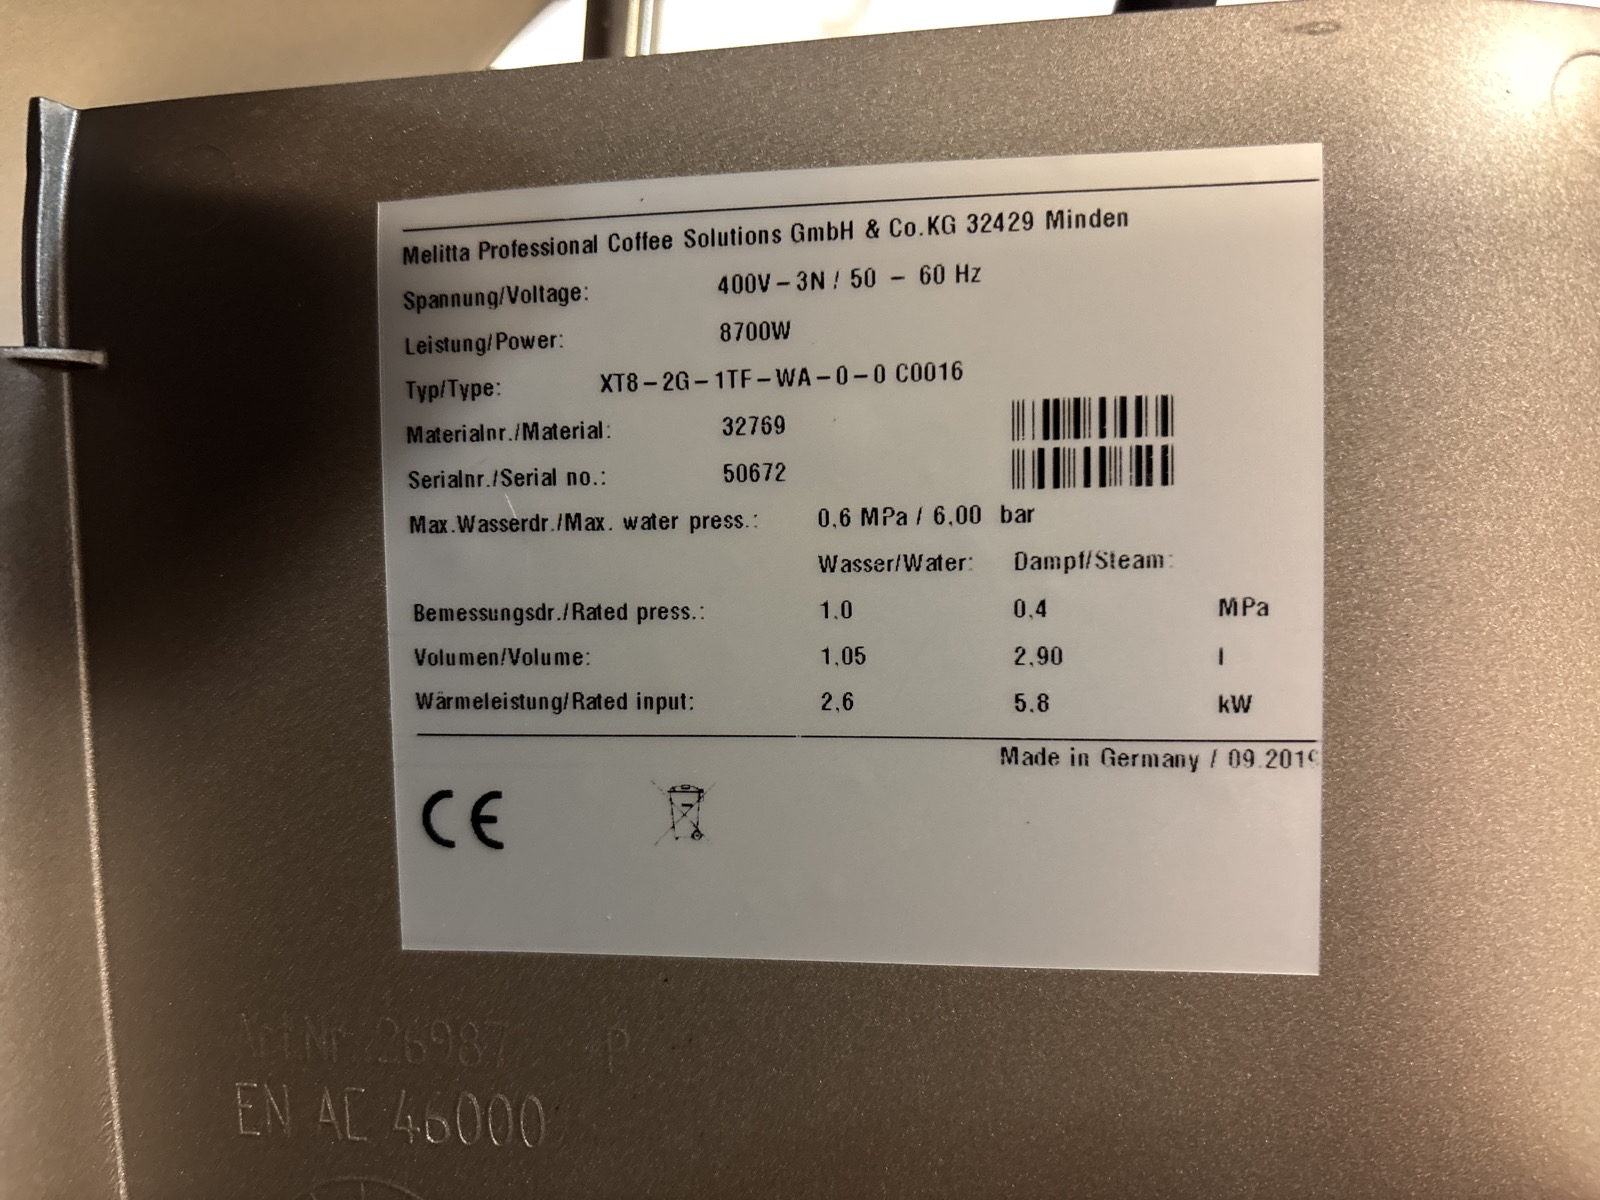 Melitta Professional Coffee Solutions GmbH & Co.KG 32429 Minden
Spannung/Voltage: 400V – 3N / 50 – 60 Hz
Leistung/Power: 8700W
Typ/Type: XT8 – 2G – 1TF – WA – 0 – 0 C0016
Materialnr./Material: 32769
Serialnr./Serial no.: 50672
Max.Wasserdr./Max. water press.: 0,6 MPa / 6,00 bar
Wasser/Water: Dampf/Steam:
Bemessungsdr./Rated press.: 1.0 0,4 MPa
Volumen/Volume: 1,05 2,90 l
Wärmeleistung/Rated input: 2,6 5.8 kW
Made in Germany / 09.2019
CE
Art.Nr. 26987 P
EN AC 46000